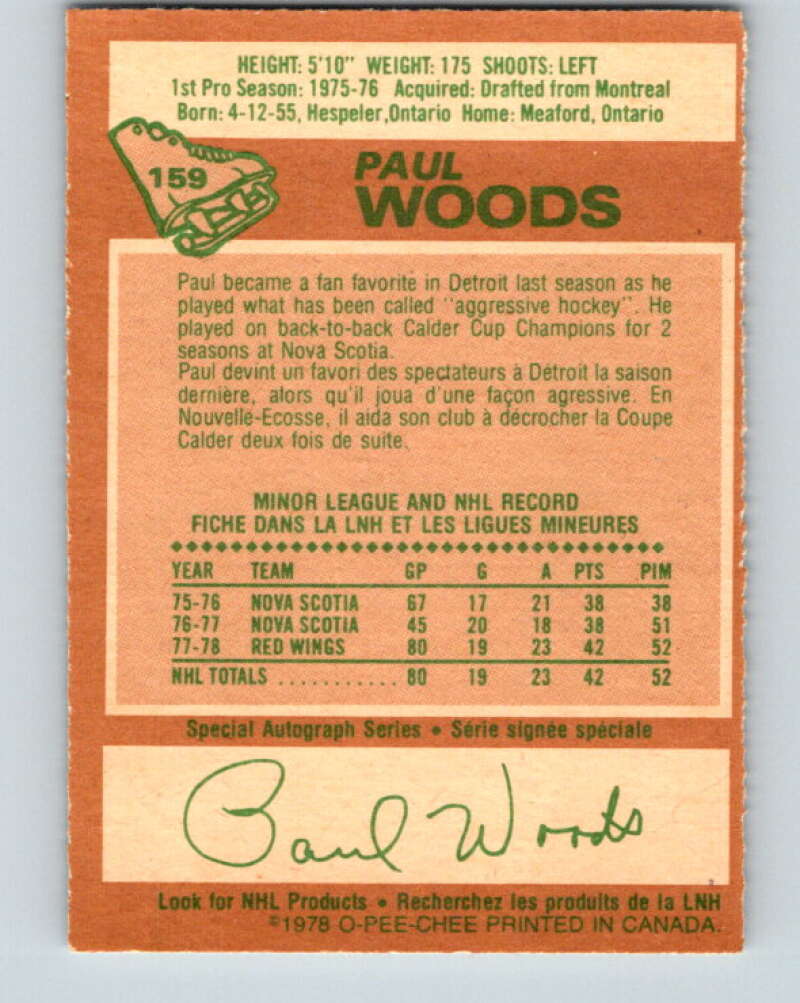 HEIGHT: 5'10" WEIGHT: 175 SHOOTS: LEFT
1st Pro Season: 1975-76 Acquired: Drafted from Montreal
Born: 4-12-55, Hespeler,Ontario Home: Meaford, Ontario
159
PAUL
WOODS
Paul became a fan favorite in Detroit last season as he
played what has been called "aggressive hockey". He
played on back-to-back Calder Cup Champions for 2
seasons at Nova Scotia.
Paul devint un favori des spectateurs à Détroit la saison
dernière, alors qu'il joua d'une façon agressive. En
Nouvelle-Ecosse, il aida son club à décrocher la Coupe
Calder deux fois de suite.
MINOR LEAGUE AND NHL RECORD
FICHE DANS LA LNH ET LES LIGUES MINEURES
YEAR TEAM GP G A PTS PIM
75-76 NOVA SCOTIA 67 17 21 38 38
76-77 NOVA SCOTIA 45 20 18 38 51
77-78 RED WINGS 80 19 23 42 52
NHL TOTALS ........... 80 19 23 42 52
Special Autograph Series • Série signée spéciale
Paul Woods
Look for NHL Products • Recherchez les produits de la LNH
©1978 O-PEE-CHEE PRINTED IN CANADA.